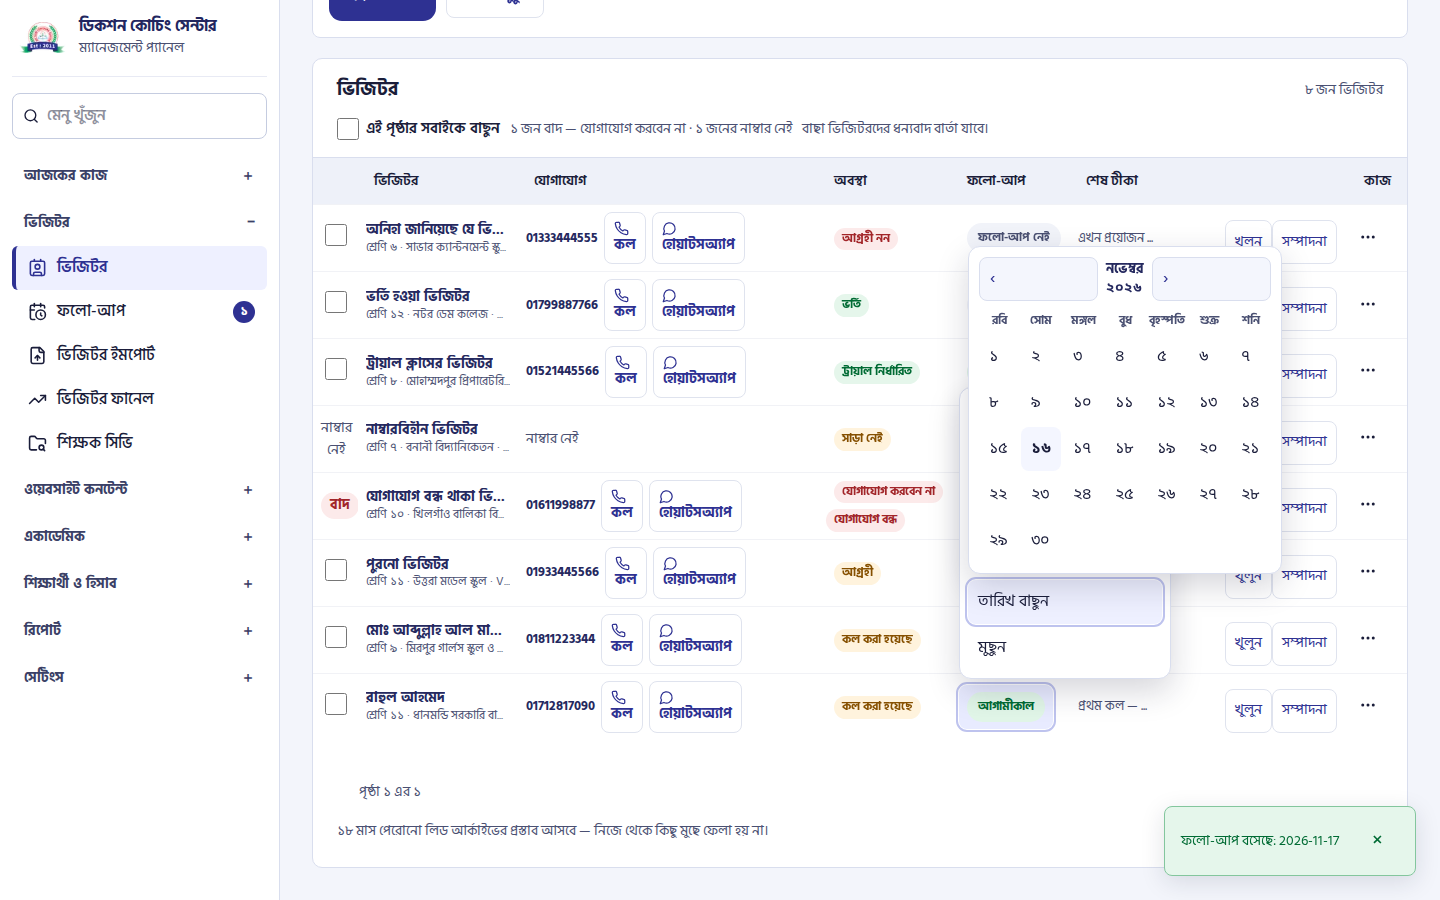 ডিকশন কোচিং সেন্টার
ম্যানেজমেন্ট প্যানেল
Est : 2011
মেনু খুঁজুন
আজকের কাজ +
ভিজিটর −
ভিজিটর
ফলো-আপ ১
ভিজিটর ইমপোর্ট
ভিজিটর ফানেল
শিক্ষক সিভি
ওয়েবসাইট কনটেন্ট +
একাডেমিক +
শিক্ষার্থী ও হিসাব +
রিপোর্ট +
সেটিংস +
ভিজিটর
৮ জন ভিজিটর
এই পৃষ্ঠার সবাইকে বাছুন ১ জন বাদ — যোগাযোগ করবেন না · ১ জনের নাম্বার নেই বাছা ভিজিটরদের ধন্যবাদ বার্তা যাবে।
ভিজিটর যোগাযোগ অবস্থা ফলো-আপ শেষ টীকা কাজ
অনিহা জানিয়েছে যে ভি...
শ্রেণি ৬ · সাভার ক্যান্টনমেন্ট স্কু...
01333444555 কল হোয়াটসঅ্যাপ আগ্রহী নন ফলো-আপ নেই এখন প্রয়োজন ... খুলুন সম্পাদনা ...
ভর্তি হওয়া ভিজিটর
শ্রেণি ১২ · নটর ডেম কলেজ · ...
01799887766 কল হোয়াটসঅ্যাপ ভর্তি সম্পাদনা ...
ট্রায়াল ক্লাসের ভিজিটর
শ্রেণি ৮ · মোহাম্মদপুর প্রিপারেটরি...
01521445566 কল হোয়াটসঅ্যাপ ট্রায়াল নির্ধারিত সম্পাদনা ...
নাম্বার নেই
নাম্বারবিহীন ভিজিটর
শ্রেণি ৭ · বনানী বিদ্যানিকেতন · ...
নাম্বার নেই সাড়া নেই সম্পাদনা ...
বাদ
যোগাযোগ বন্ধ থাকা ভি...
শ্রেণি ১০ · খিলগাঁও বালিকা বি...
01611998877 কল হোয়াটসঅ্যাপ যোগাযোগ করবেন না
যোগাযোগ বন্ধ
সম্পাদনা ...
পুরনো ভিজিটর
শ্রেণি ১১ · উত্তরা মডেল স্কুল · V...
01933445566 কল হোয়াটসঅ্যাপ আগ্রহী খুলুন সম্পাদনা ...
মোঃ আব্দুল্লাহ আল মা...
শ্রেণি ৯ · মিরপুর গার্লস স্কুল ও ...
01811223344 কল হোয়াটসঅ্যাপ কল করা হয়েছে খুলুন সম্পাদনা ...
রাহুল আহমেদ
শ্রেণি ১১ · ধানমন্ডি সরকারি বা...
01712817090 কল হোয়াটসঅ্যাপ কল করা হয়েছে আগামীকাল প্রথম কল — ... খুলুন সম্পাদনা ...
‹ নভেম্বর ২০২৬ ›
রবি সোম মঙ্গল বুধ বৃহস্পতি শুক্র শনি
১ ২ ৩ ৪ ৫ ৬ ৭
৮ ৯ ১০ ১১ ১২ ১৩ ১৪
১৫ ১৬ ১৭ ১৮ ১৯ ২০ ২১
২২ ২৩ ২৪ ২৫ ২৬ ২৭ ২৮
২৯ ৩০
তারিখ বাছুন
মুছুন
পৃষ্ঠা ১ এর ১
১৮ মাস পেরোনো লিড আর্কাইভের প্রস্তাব আসবে — নিজে থেকে কিছু মুছে ফেলা হয় না।
ফলো-আপ বসেছে: 2026-11-17 ×